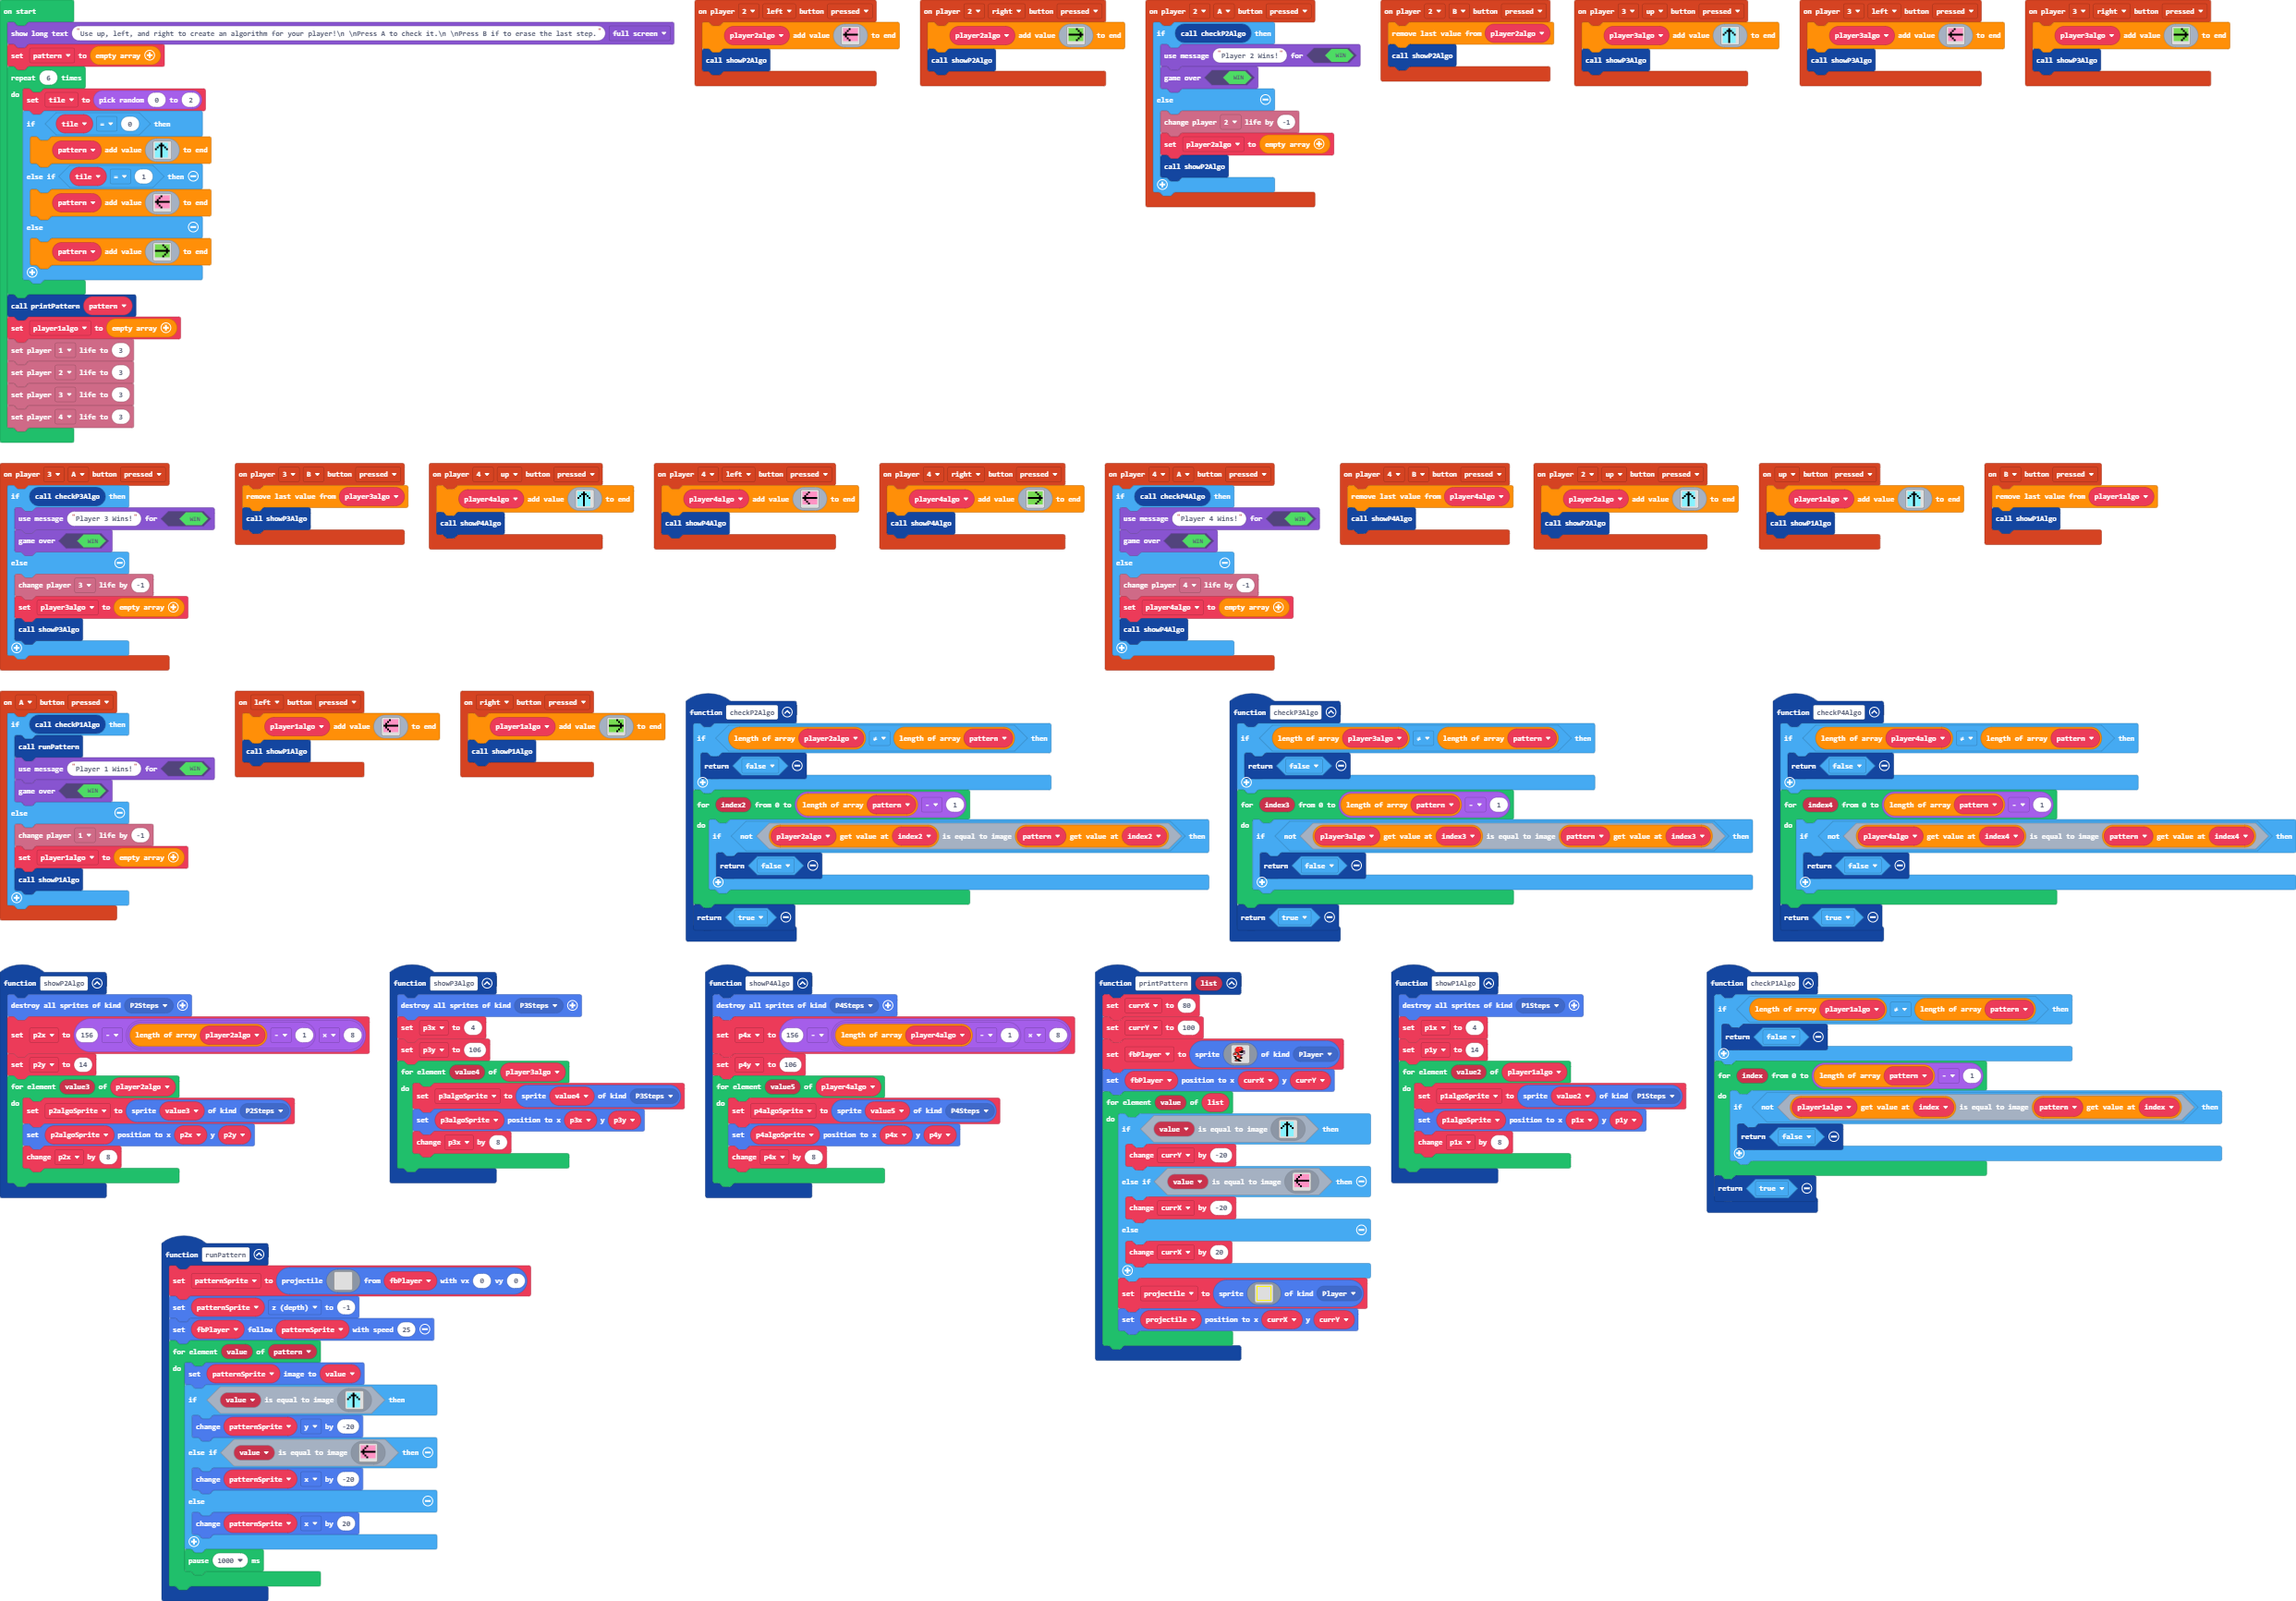 on start
show long text "Use up, left, and right to create an algorithm for your player!\n \nPress A to check it.\n \nPress B if to erase the last step." full screen
set pattern to empty array
repeat 6 times
do
set tile to pick random 0 to 2
if tile = 0 then
pattern add value to end
else if tile = 1 then
pattern add value to end
else
pattern add value to end
call printPattern pattern
set player1algo to empty array
set player 1 life to 3
set player 2 life to 3
set player 3 life to 3
set player 4 life to 3
on player 2 left button pressed
player2algo add value to end
call showP2Algo
on player 2 right button pressed
player2algo add value to end
call showP2Algo
on player 2 A button pressed
if call checkP2Algo then
use message "Player 2 Wins!" for WIN
game over WIN
else
change player 2 life by -1
set player2algo to empty array
call showP2Algo
on player 2 B button pressed
remove last value from player2algo
call showP2Algo
on player 3 up button pressed
player3algo add value to end
call showP3Algo
on player 3 left button pressed
player3algo add value to end
call showP3Algo
on player 3 right button pressed
player3algo add value to end
call showP3Algo
on player 3 A button pressed
if call checkP3Algo then
use message "Player 3 Wins!" for WIN
game over WIN
else
change player 3 life by -1
set player3algo to empty array
call showP3Algo
on player 3 B button pressed
remove last value from player3algo
call showP3Algo
on player 4 up button pressed
player4algo add value to end
call showP4Algo
on player 4 left button pressed
player4algo add value to end
call showP4Algo
on player 4 right button pressed
player4algo add value to end
call showP4Algo
on player 4 A button pressed
if call checkP4Algo then
use message "Player 4 Wins!" for WIN
game over WIN
else
change player 4 life by -1
set player4algo to empty array
call showP4Algo
on player 4 B button pressed
remove last value from player4algo
call showP4Algo
on player 2 up button pressed
player2algo add value to end
call showP2Algo
on up button pressed
player1algo add value to end
call showP1Algo
on B button pressed
remove last value from player1algo
call showP1Algo
on A button pressed
if call checkP1Algo then
call runPattern
use message "Player 1 Wins!" for WIN
game over WIN
else
change player 1 life by -1
set player1algo to empty array
call showP1Algo
on left button pressed
player1algo add value to end
call showP1Algo
on right button pressed
player1algo add value to end
call showP1Algo
function checkP2Algo
if length of array player2algo ≠ length of array pattern then
return false
for index2 from 0 to length of array pattern - 1
do
if not player2algo get value at index2 is equal to image pattern get value at index2 then
return false
return true
function checkP3Algo
if length of array player3algo ≠ length of array pattern then
return false
for index3 from 0 to length of array pattern - 1
do
if not player3algo get value at index3 is equal to image pattern get value at index3 then
return false
return true
function checkP4Algo
if length of array player4algo ≠ length of array pattern then
return false
for index4 from 0 to length of array pattern - 1
do
if not player4algo get value at index4 is equal to image pattern get value at index4 then
return false
return true
function showP2Algo
destroy all sprites of kind P2Steps
set p2x to 156 - length of array player2algo - 1 x 8
set p2y to 14
for element value3 of player2algo
do
set p2algoSprite to sprite value3 of kind P2Steps
set p2algoSprite position to x p2x y p2y
change p2x by 8
function showP3Algo
destroy all sprites of kind P3Steps
set p3x to 4
set p3y to 106
for element value4 of player3algo
do
set p3algoSprite to sprite value4 of kind P3Steps
set p3algoSprite position to x p3x y p3y
change p3x by 8
function showP4Algo
destroy all sprites of kind P4Steps
set p4x to 156 - length of array player4algo - 1 x 8
set p4y to 106
for element value5 of player4algo
do
set p4algoSprite to sprite value5 of kind P4Steps
set p4algoSprite position to x p4x y p4y
change p4x by 8
function printPattern list
set currX to 80
set currY to 100
set fbPlayer to sprite of kind Player
set fbPlayer position to x currX y currY
for element value of list
do
if value is equal to image then
change currY by -20
else if value is equal to image then
change currX by -20
else
change currX by 20
set projectile to sprite of kind Player
set projectile position to x currX y currY
function showP1Algo
destroy all sprites of kind P1Steps
set p1x to 4
set p1y to 14
for element value2 of player1algo
do
set p1algoSprite to sprite value2 of kind P1Steps
set p1algoSprite position to x p1x y p1y
change p1x by 8
function checkP1Algo
if length of array player1algo ≠ length of array pattern then
return false
for index from 0 to length of array pattern - 1
do
if not player1algo get value at index is equal to image pattern get value at index then
return false
return true
function runPattern
set patternSprite to projectile from fbPlayer with vx 0 vy 0
set patternSprite z (depth) to -1
set fbPlayer follow patternSprite with speed 25
for element value of pattern
do
set patternSprite image to value
if value is equal to image then
change patternSprite y by -20
else if value is equal to image then
change patternSprite x by -20
else
change patternSprite x by 20
pause 1000 ms